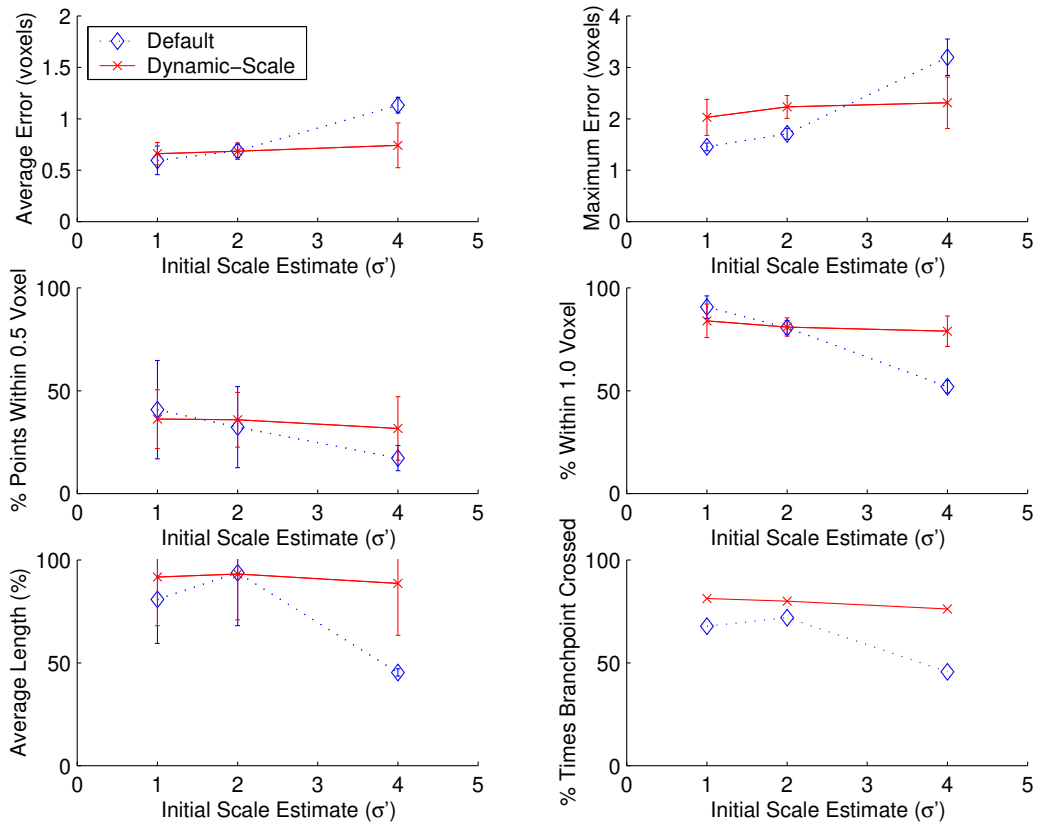 Default
Dynamic-Scale
Average Error (voxels)
2
1.5
1
0.5
0
0 1 2 3 4 5
Initial Scale Estimate (σ')
Maximum Error (voxels)
4
3
2
1
0
0 1 2 3 4 5
Initial Scale Estimate (σ')
% Points Within 0.5 Voxel
100
50
0
0 1 2 3 4 5
Initial Scale Estimate (σ')
% Within 1.0 Voxel
100
50
0
0 1 2 3 4 5
Initial Scale Estimate (σ')
Average Length (%)
100
50
0
0 1 2 3 4 5
Initial Scale Estimate (σ')
% Times Branchpoint Crossed
100
50
0
0 1 2 3 4 5
Initial Scale Estimate (σ')